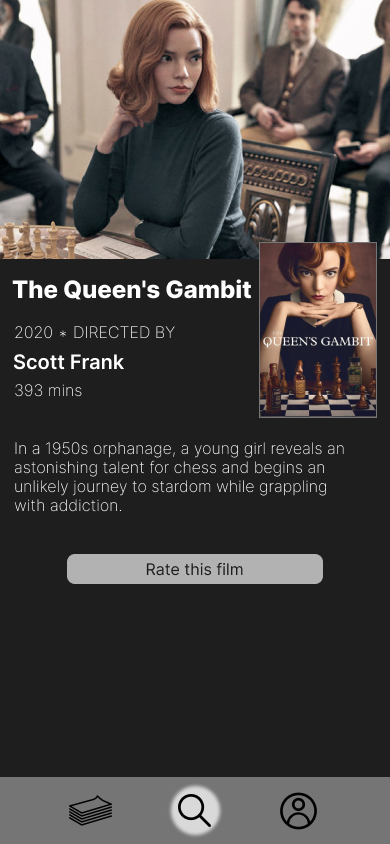 The Queen's Gambit
2020 * DIRECTED BY
Scott Frank
393 mins
QUEEN'S GAMBIT
In a 1950s orphanage, a young girl reveals an
astonishing talent for chess and begins an
unlikely journey to stardom while grappling
with addiction.
Rate this film